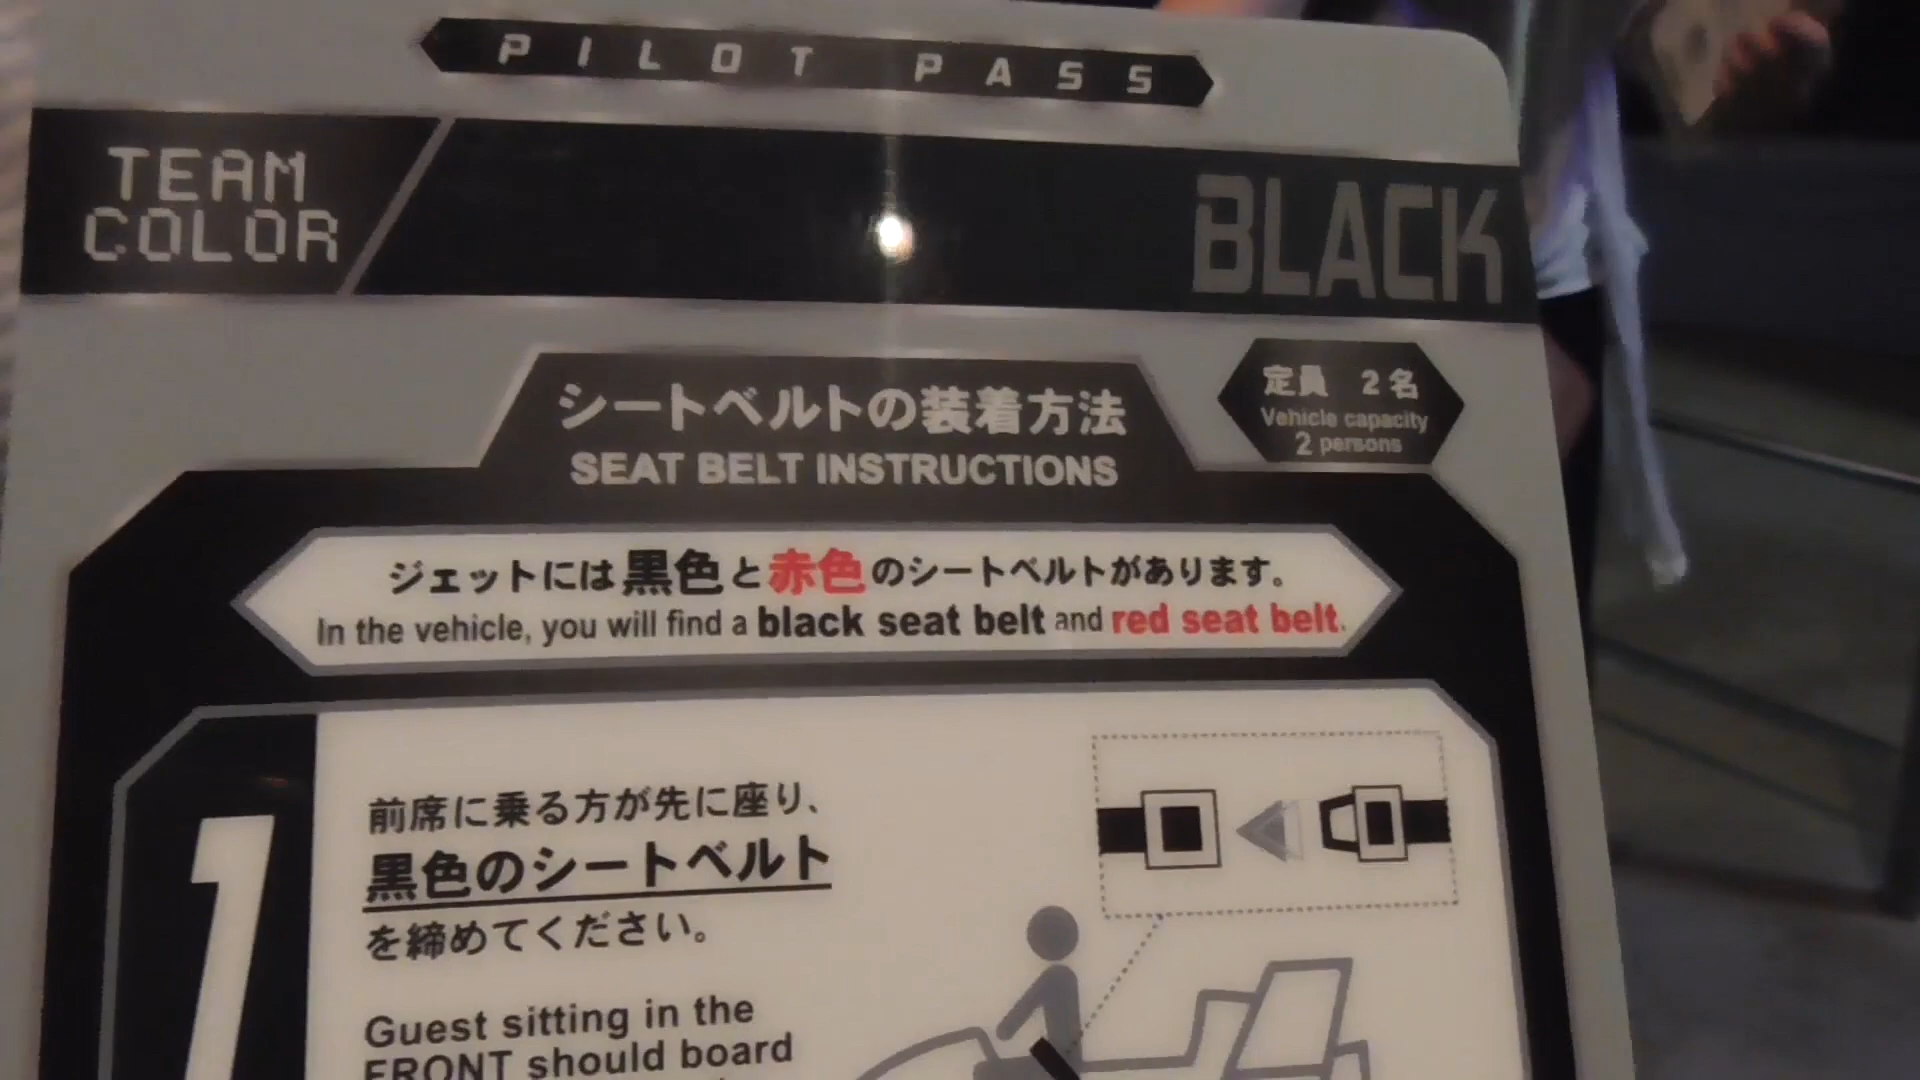 PILOT PASS
TEAM
COLOR
BLACK
シートベルトの装着方法
SEAT BELT INSTRUCTIONS
定員 2名
Vehicle capacity
2 persons
ジェットには黒色と赤色のシートベルトがあります。
In the vehicle, you will find a black seat belt and red seat belt.
1
前席に乗る方が先に座り、
黒色のシートベルト
を締めてください。
Guest sitting in the
FRONT should board